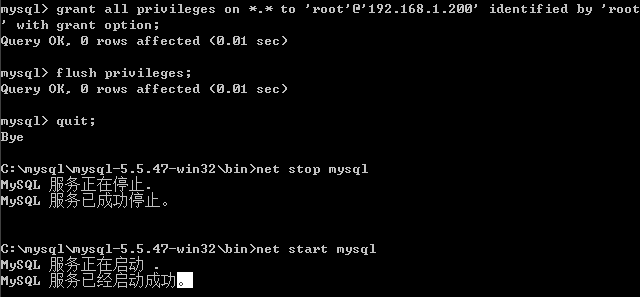 mysql> grant all privileges on *.* to 'root'@'192.168.1.200' identified by 'root
' with grant option;
Query OK, 0 rows affected (0.01 sec)
mysql> flush privileges;
Query OK, 0 rows affected (0.01 sec)
mysql> quit;
Bye
C:\mysql\mysql-5.5.47-win32\bin>net stop mysql
MySQL 服务正在停止.
MySQL 服务已成功停止。
C:\mysql\mysql-5.5.47-win32\bin>net start mysql
MySQL 服务正在启动 .
MySQL 服务已经启动成功。